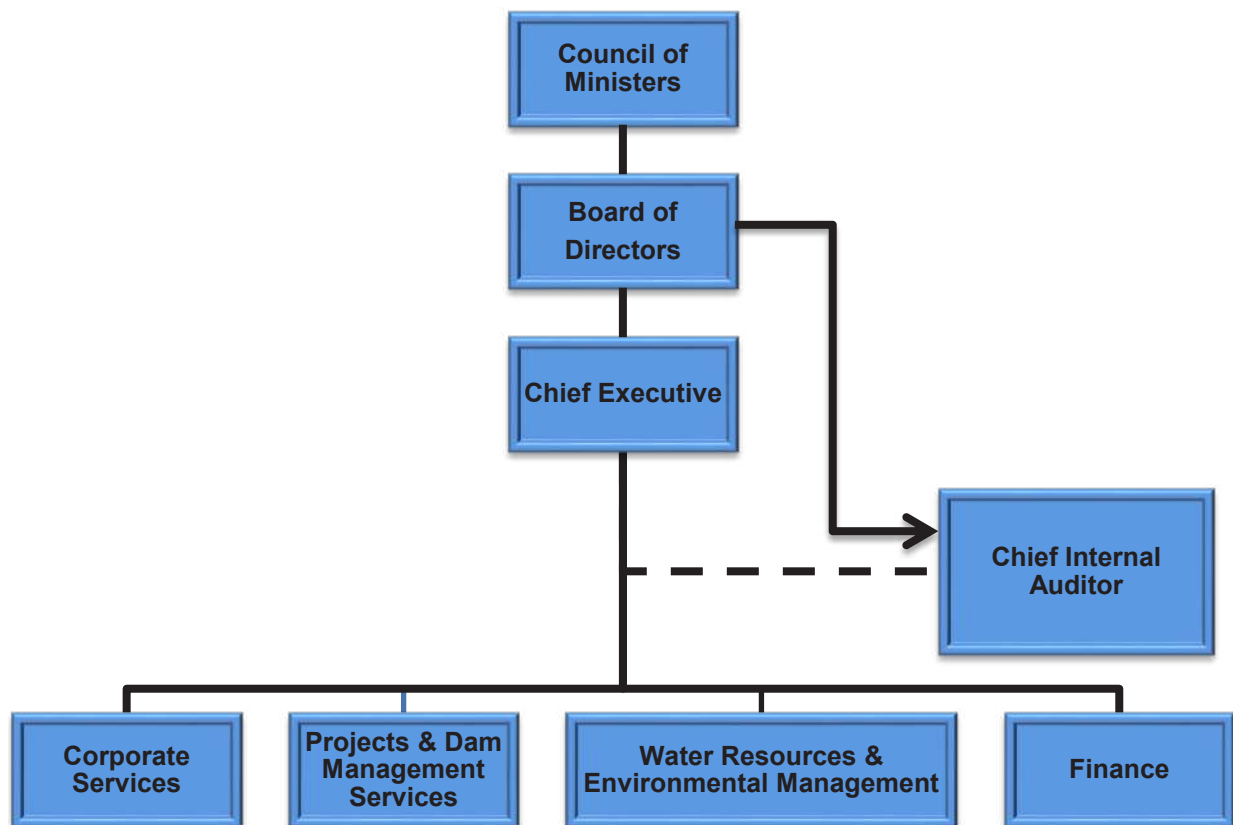 Council of
Ministers
Board of
Directors
Chief Executive
Chief Internal
Auditor
Corporate
Services
Projects & Dam
Management
Services
Water Resources &
Environmental Management
Finance